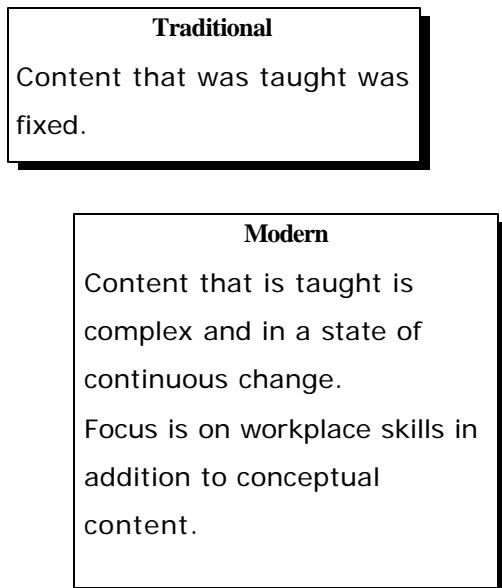 Traditional
Content that was taught was
fixed.
Modern
Content that is taught is
complex and in a state of
continuous change.
Focus is on workplace skills in
addition to conceptual
content.